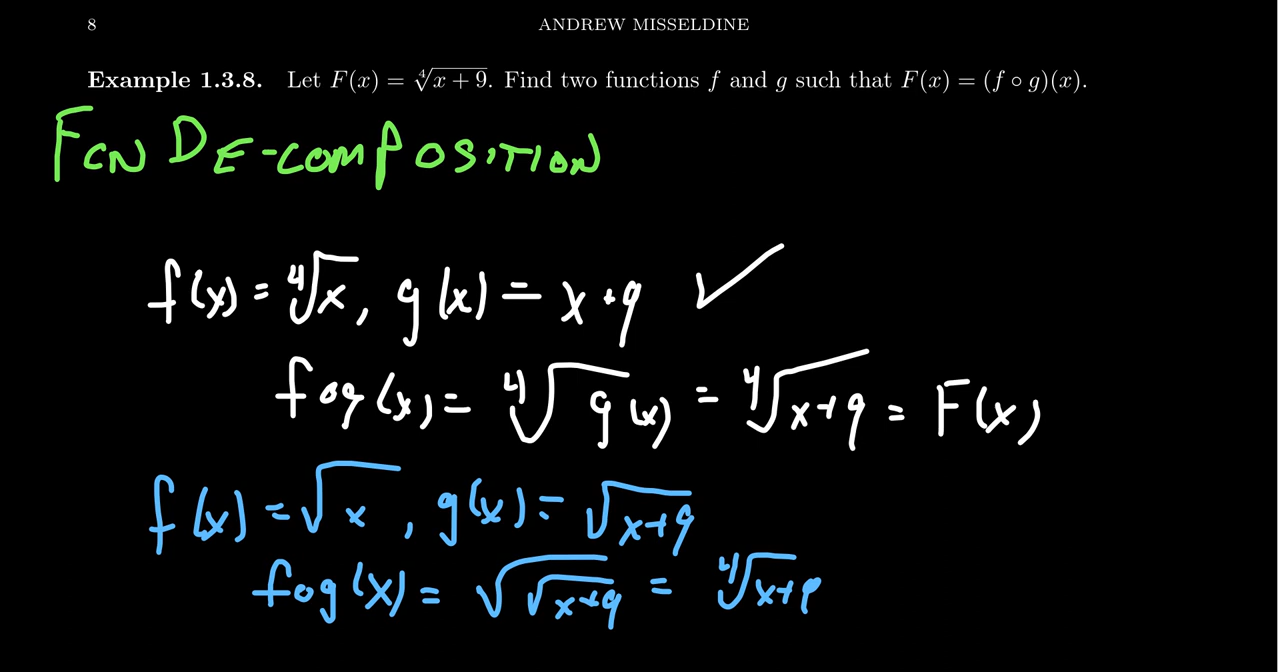 8 ANDREW MISSELDINE
Example 1.3.8. Let F(x) = ∜(x + 9). Find two functions f and g such that F(x) = (f ∘ g)(x).
FCN DE-COMPOSITION
f(x) = ∜x, g(x) = x+9 ✓
f∘g(x) = ∜(g(x)) = ∜(x+9) = F(x)
f(x) = √x, g(x) = √(x+9)
f∘g(x) = √(√(x+9)) = ∜(x+9)